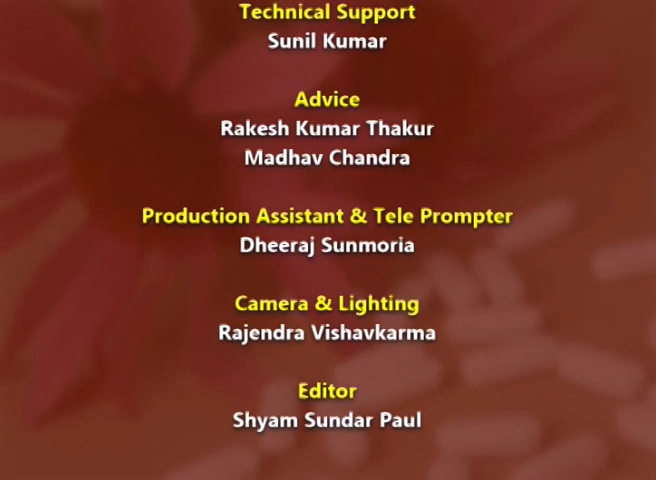 Technical Support
Sunil Kumar
Advice
Rakesh Kumar Thakur
Madhav Chandra
Production Assistant & Tele Prompter
Dheeraj Sunmoria
Camera & Lighting
Rajendra Vishavkarma
Editor
Shyam Sundar Paul